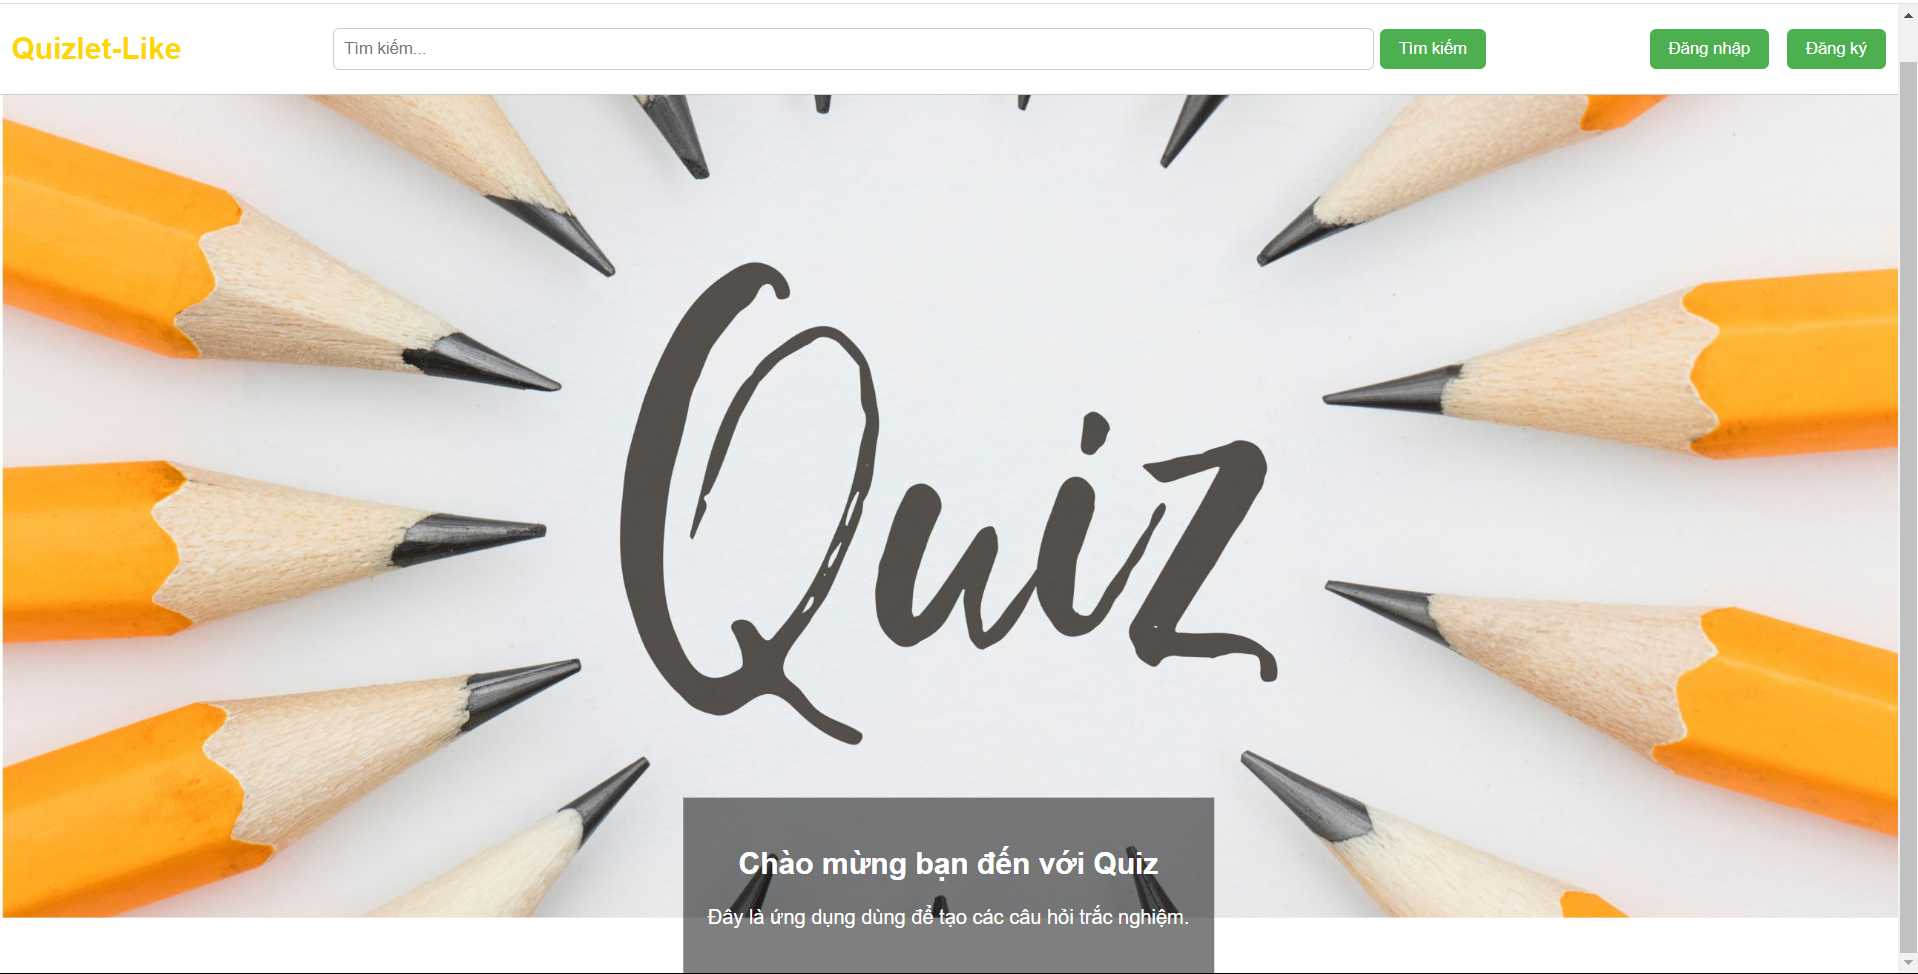 Quizlet-Like
Tìm kiếm...
Tìm kiếm
Đăng nhập
Đăng ký
Quiz
Chào mừng bạn đến với Quiz
Đây là ứng dụng dùng để tạo các câu hỏi trắc nghiệm.